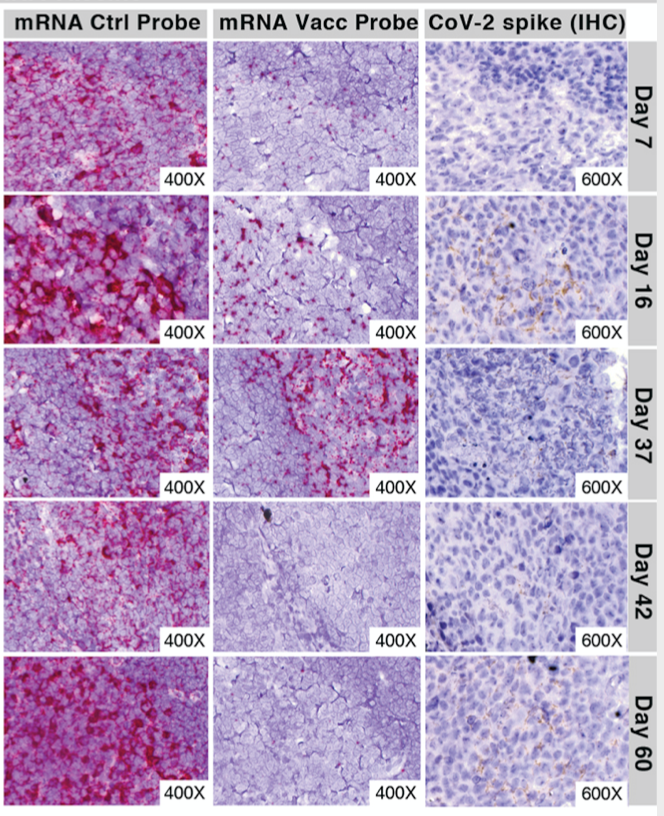 mRNA Ctrl Probe
mRNA Vacc Probe
CoV-2 spike (IHC)
400X
400X
600X
Day 7
400X
400X
600X
Day 16
400X
400X
600X
Day 37
400X
400X
600X
Day 42
400X
400X
600X
Day 60